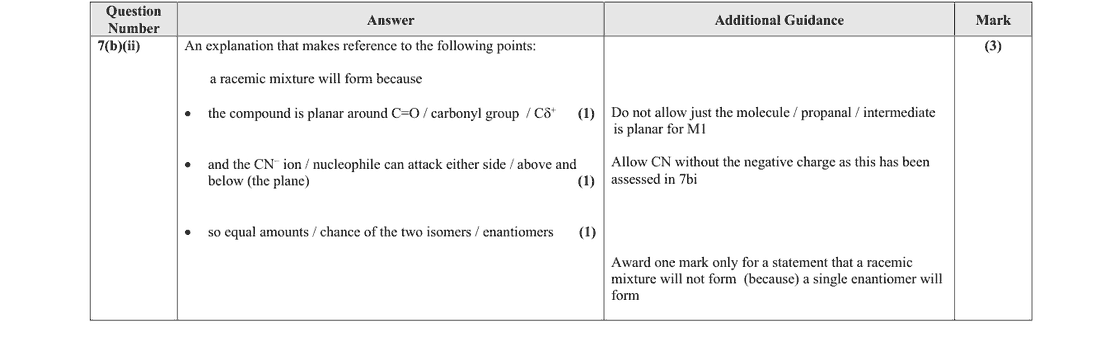 Question Number
Answer
Additional Guidance
Mark
7(b)(ii)
An explanation that makes reference to the following points:
(3)
a racemic mixture will form because
• the compound is planar around C=O / carbonyl group / Cδ⁺ (1)
Do not allow just the molecule / propanal / intermediate
is planar for M1
• and the CN⁻ ion / nucleophile can attack either side / above and
below (the plane) (1)
Allow CN without the negative charge as this has been
assessed in 7bi
• so equal amounts / chance of the two isomers / enantiomers (1)
Award one mark only for a statement that a racemic
mixture will not form (because) a single enantiomer will
form